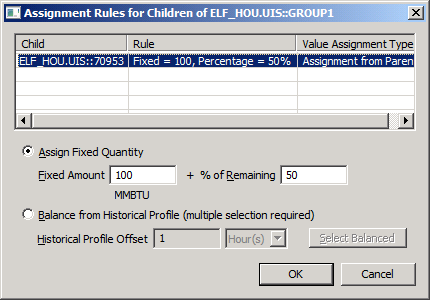 Assignment Rules for Children of ELF_HOU.UIS::GROUP1
Child Rule Value Assignment Type
ELF_HOU.UIS::70953 Fixed = 100, Percentage = 50% Assignment from Paren
Assign Fixed Quantity
Fixed Amount 100 + % of Remaining 50
MMBTU
Balance from Historical Profile (multiple selection required)
Historical Profile Offset 1 Hour(s) Select Balanced
OK Cancel